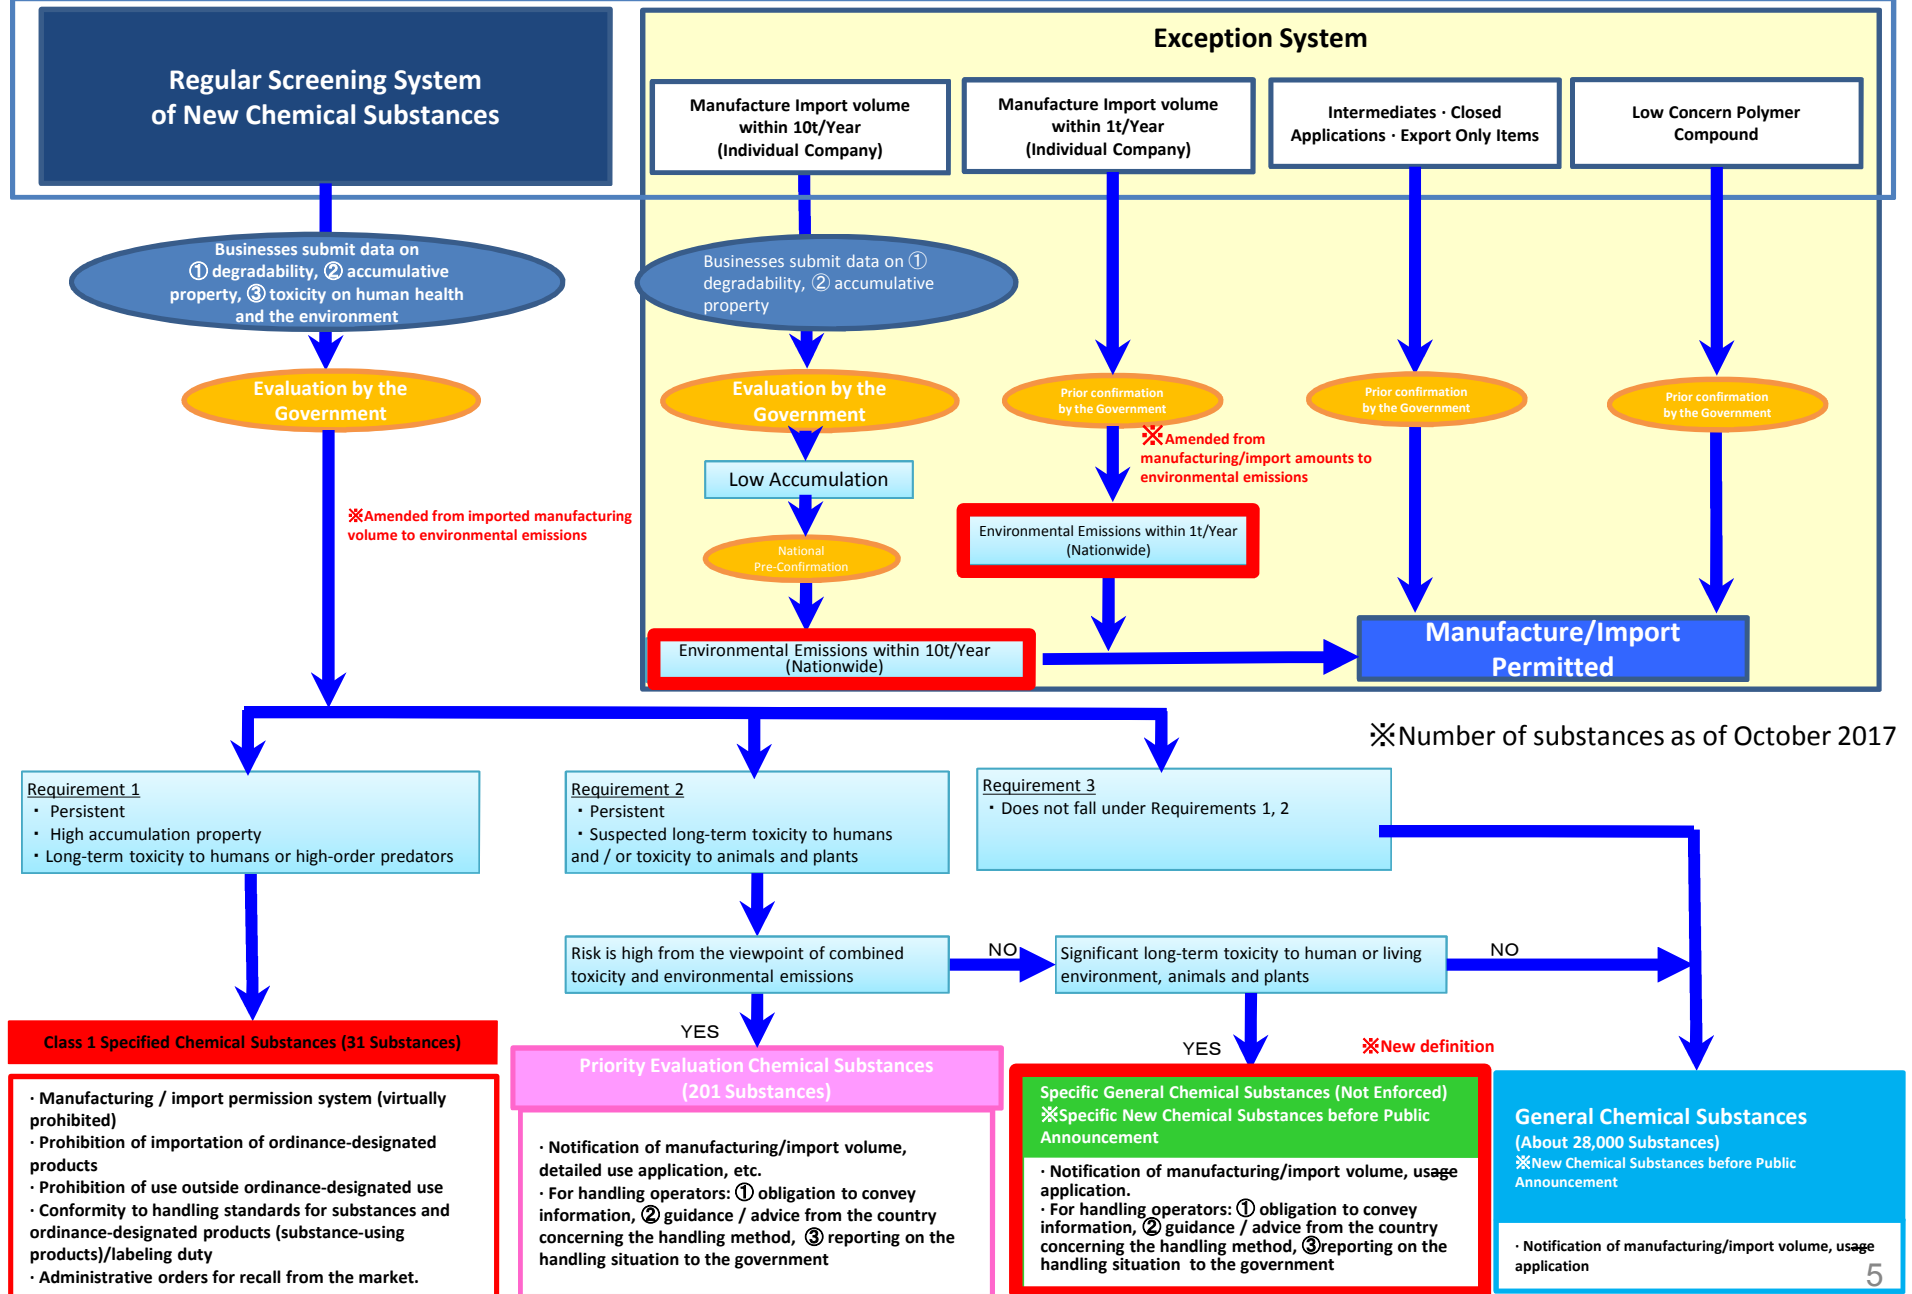 Regular Screening System
of New Chemical Substances
Exception System
Manufacture Import volume
within 10t/Year
(Individual Company)
Manufacture Import volume
within 1t/Year
(Individual Company)
Intermediates · Closed
Applications · Export Only Items
Low Concern Polymer
Compound
Businesses submit data on
① degradability, ② accumulative
property, ③ toxicity on human health
and the environment
Businesses submit data on ①
degradability, ② accumulative
property
Evaluation by the
Government
Evaluation by the
Government
Prior confirmation
by the Government
Prior confirmation
by the Government
Prior confirmation
by the Government
※Amended from
manufacturing/import amounts to
environmental emissions
Low Accumulation
※Amended from imported manufacturing
volume to environmental emissions
National
Pre-Confirmation
Environmental Emissions within 1t/Year
(Nationwide)
Environmental Emissions within 10t/Year
(Nationwide)
Manufacture/Import
Permitted
※Number of substances as of October 2017
Requirement 1
・ Persistent
・ High accumulation property
・Long-term toxicity to humans or high-order predators
Requirement 2
・ Persistent
・ Suspected long-term toxicity to humans
and / or toxicity to animals and plants
Requirement 3
・Does not fall under Requirements 1, 2
Risk is high from the viewpoint of combined
toxicity and environmental emissions
NO
Significant long-term toxicity to human or living
environment, animals and plants
NO
YES
YES
※New definition
Class 1 Specified Chemical Substances (31 Substances)
· Manufacturing / import permission system (virtually
prohibited)
· Prohibition of importation of ordinance-designated
products
· Prohibition of use outside ordinance-designated use
· Conformity to handling standards for substances and
ordinance-designated products (substance-using
products)/labeling duty
· Administrative orders for recall from the market.
Priority Evaluation Chemical Substances
(201 Substances)
· Notification of manufacturing/import volume,
detailed use application, etc.
· For handling operators: ① obligation to convey
information, ② guidance / advice from the country
concerning the handling method, ③ reporting on the
handling situation to the government
Specific General Chemical Substances (Not Enforced)
※Specific New Chemical Substances before Public
Announcement
· Notification of manufacturing/import volume, usage
application.
· For handling operators: ① obligation to convey
information, ② guidance / advice from the country
concerning the handling method, ③reporting on the
handling situation to the government
General Chemical Substances
(About 28,000 Substances)
※New Chemical Substances before Public
Announcement
· Notification of manufacturing/import volume, usage
application
5